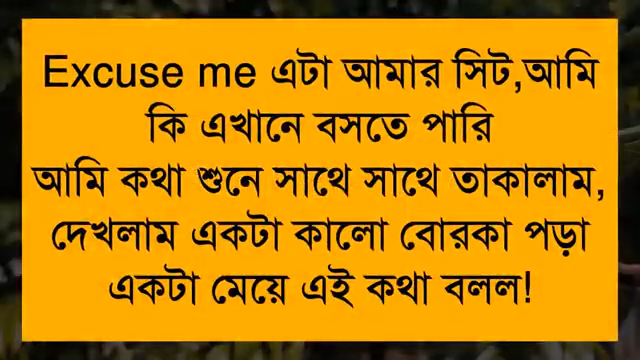 Excuse me এটা আমার সিট,আমি
কি এখানে বসতে পারি
আমি কথা শুনে সাথে সাথে তাকালাম,
দেখলাম একটা কালো বোরকা পড়া
একটা মেয়ে এই কথা বলল!